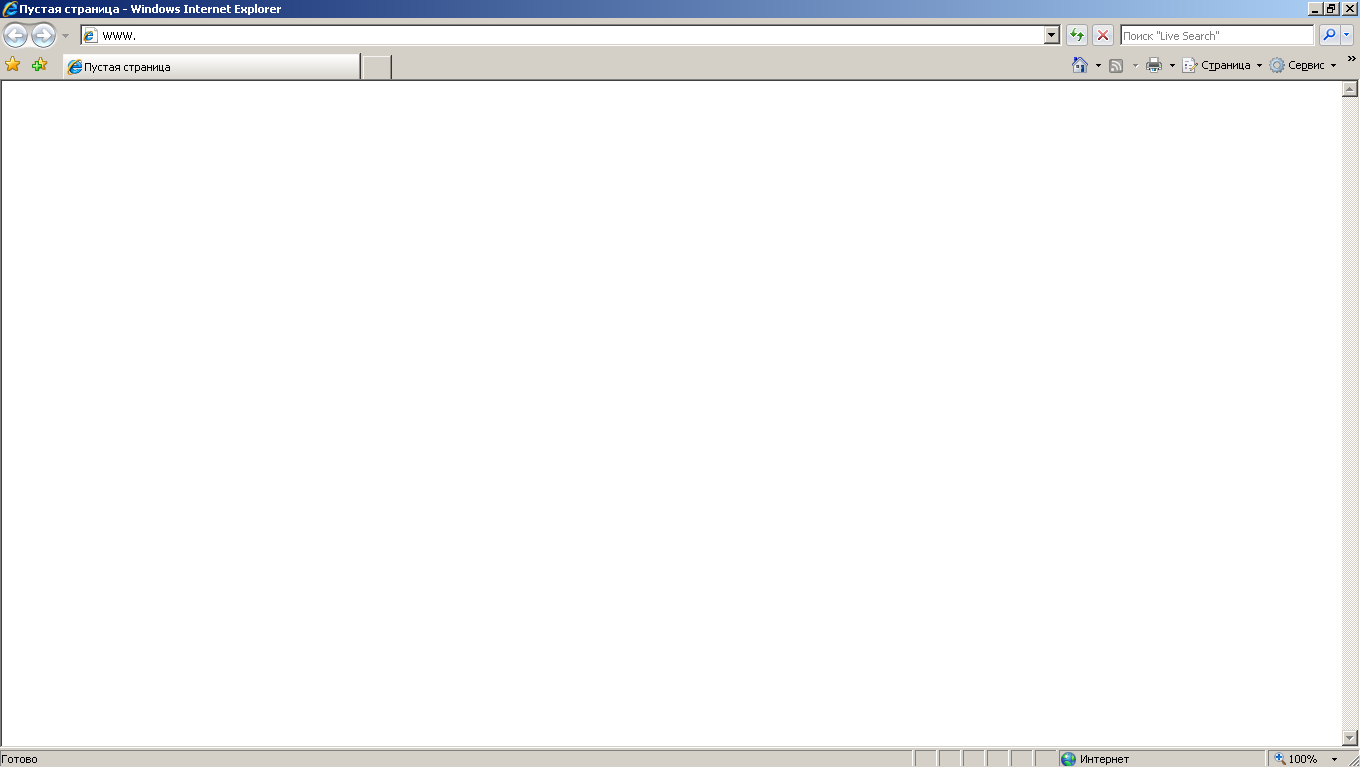 Пустая страница - Windows Internet Explorer
www.
Поиск "Live Search"
Пустая страница
Страница
Сервис
Готово
Интернет
100%